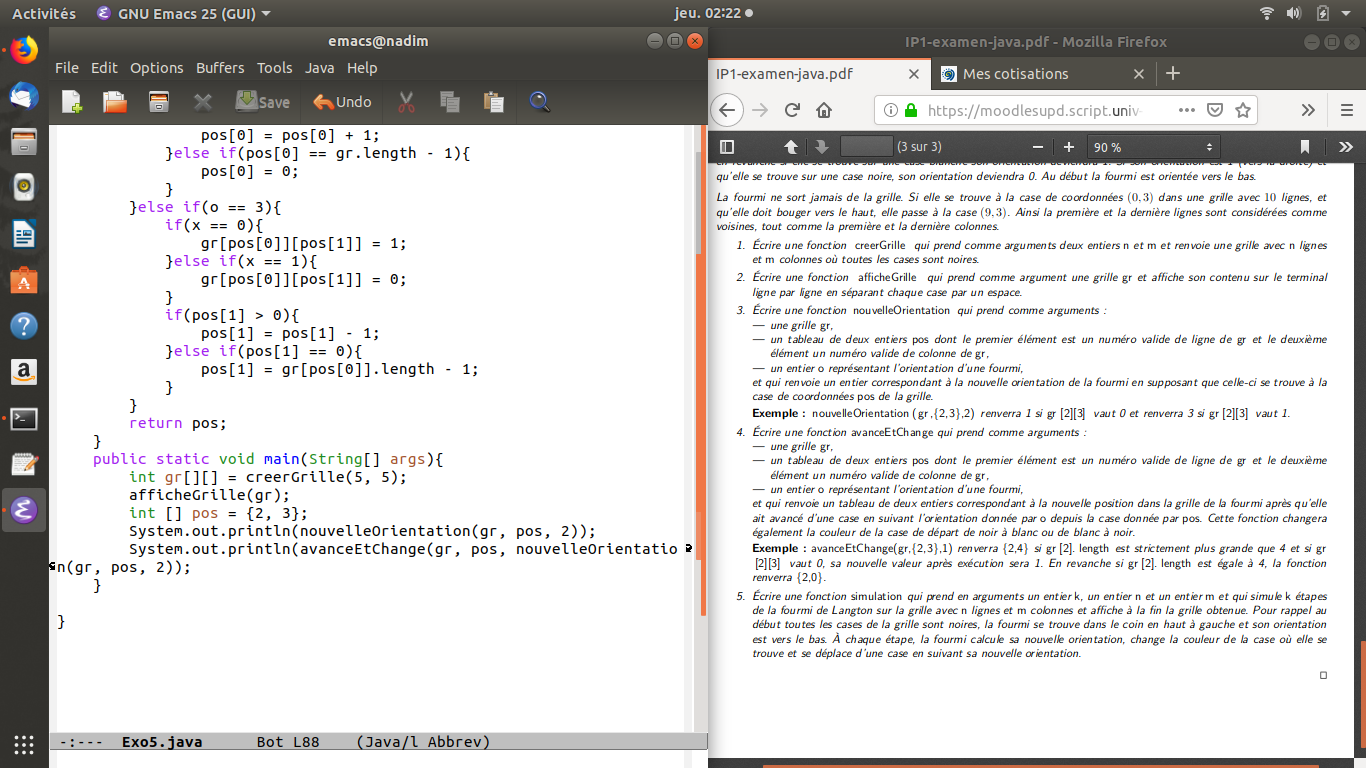 Activités
GNU Emacs 25 (GUI)
jeu. 02:22
emacs@nadim
File Edit Options Buffers Tools Java Help
Save Undo
pos[0] = pos[0] + 1;
}else if(pos[0] == gr.length - 1){
pos[0] = 0;
}
}else if(o == 3){
if(x == 0){
gr[pos[0]][pos[1]] = 1;
}else if(x == 1){
gr[pos[0]][pos[1]] = 0;
}
if(pos[1] > 0){
pos[1] = pos[1] - 1;
}else if(pos[1] == 0){
pos[1] = gr[pos[0]].length - 1;
}
}
return pos;
}
public static void main(String[] args){
int gr[][] = creerGrille(5, 5);
afficheGrille(gr);
int [] pos = {2, 3};
System.out.println(nouvelleOrientation(gr, pos, 2));
System.out.println(avanceEtChange(gr, pos, nouvelleOrientatio
n(gr, pos, 2));
}
}
-:--- Exo5.java Bot L88 (Java/l Abbrev)
IP1-examen-java.pdf - Mozilla Firefox
IP1-examen-java.pdf
Mes cotisations
https://moodlesupd.script.univ-
(3 sur 3)
90 %
en revanche si elle se trouve sur une case blanche son orientation deviendra 1. Si son orientation est 1 (vers la droite) et
qu'elle se trouve sur une case noire, son orientation deviendra 0. Au début la fourmi est orientée vers le bas.
La fourmi ne sort jamais de la grille. Si elle se trouve à la case de coordonnées (0,3) dans une grille avec 10 lignes, et
qu'elle doit bouger vers le haut, elle passe à la case (9,3). Ainsi la première et la dernière lignes sont considérées comme
voisines, tout comme la première et la dernière colonnes.
1. Écrire une fonction creerGrille qui prend comme arguments deux entiers n et m et renvoie une grille avec n lignes
et m colonnes où toutes les cases sont noires.
2. Écrire une fonction afficheGrille qui prend comme argument une grille gr et affiche son contenu sur le terminal
ligne par ligne en séparant chaque case par un espace.
3. Écrire une fonction nouvelleOrientation qui prend comme arguments :
— une grille gr,
— un tableau de deux entiers pos dont le premier élément est un numéro valide de ligne de gr et le deuxième
élément un numéro valide de colonne de gr,
— un entier o représentant l'orientation d'une fourmi,
et qui renvoie un entier correspondant à la nouvelle orientation de la fourmi en supposant que celle-ci se trouve à la
case de coordonnées pos de la grille.
Exemple : nouvelleOrientation (gr,{2,3},2) renverra 1 si gr [2][3] vaut 0 et renverra 3 si gr [2][3] vaut 1.
4. Écrire une fonction avanceEtChange qui prend comme arguments :
— une grille gr,
— un tableau de deux entiers pos dont le premier élément est un numéro valide de ligne de gr et le deuxième
élément un numéro valide de colonne de gr,
— un entier o représentant l'orientation d'une fourmi,
et qui renvoie un tableau de deux entiers correspondant à la nouvelle position dans la grille de la fourmi après qu'elle
ait avancé d'une case en suivant l'orientation donnée par o depuis la case donnée par pos. Cette fonction changera
également la couleur de la case de départ de noir à blanc ou de blanc à noir.
Exemple : avanceEtChange(gr,{2,3},1) renverra {2,4} si gr [2]. length est strictement plus grande que 4 et si gr
[2][3] vaut 0, sa nouvelle valeur après exécution sera 1. En revanche si gr [2]. length est égale à 4, la fonction
renverra {2,0}.
5. Écrire une fonction simulation qui prend en arguments un entier k, un entier n et un entier m et qui simule k étapes
de la fourmi de Langton sur la grille avec n lignes et m colonnes et affiche à la fin la grille obtenue. Pour rappel au
début toutes les cases de la grille sont noires, la fourmi se trouve dans le coin en haut à gauche et son orientation
est vers le bas. À chaque étape, la fourmi calcule sa nouvelle orientation, change la couleur de la case où elle se
trouve et se déplace d'une case en suivant sa nouvelle orientation.